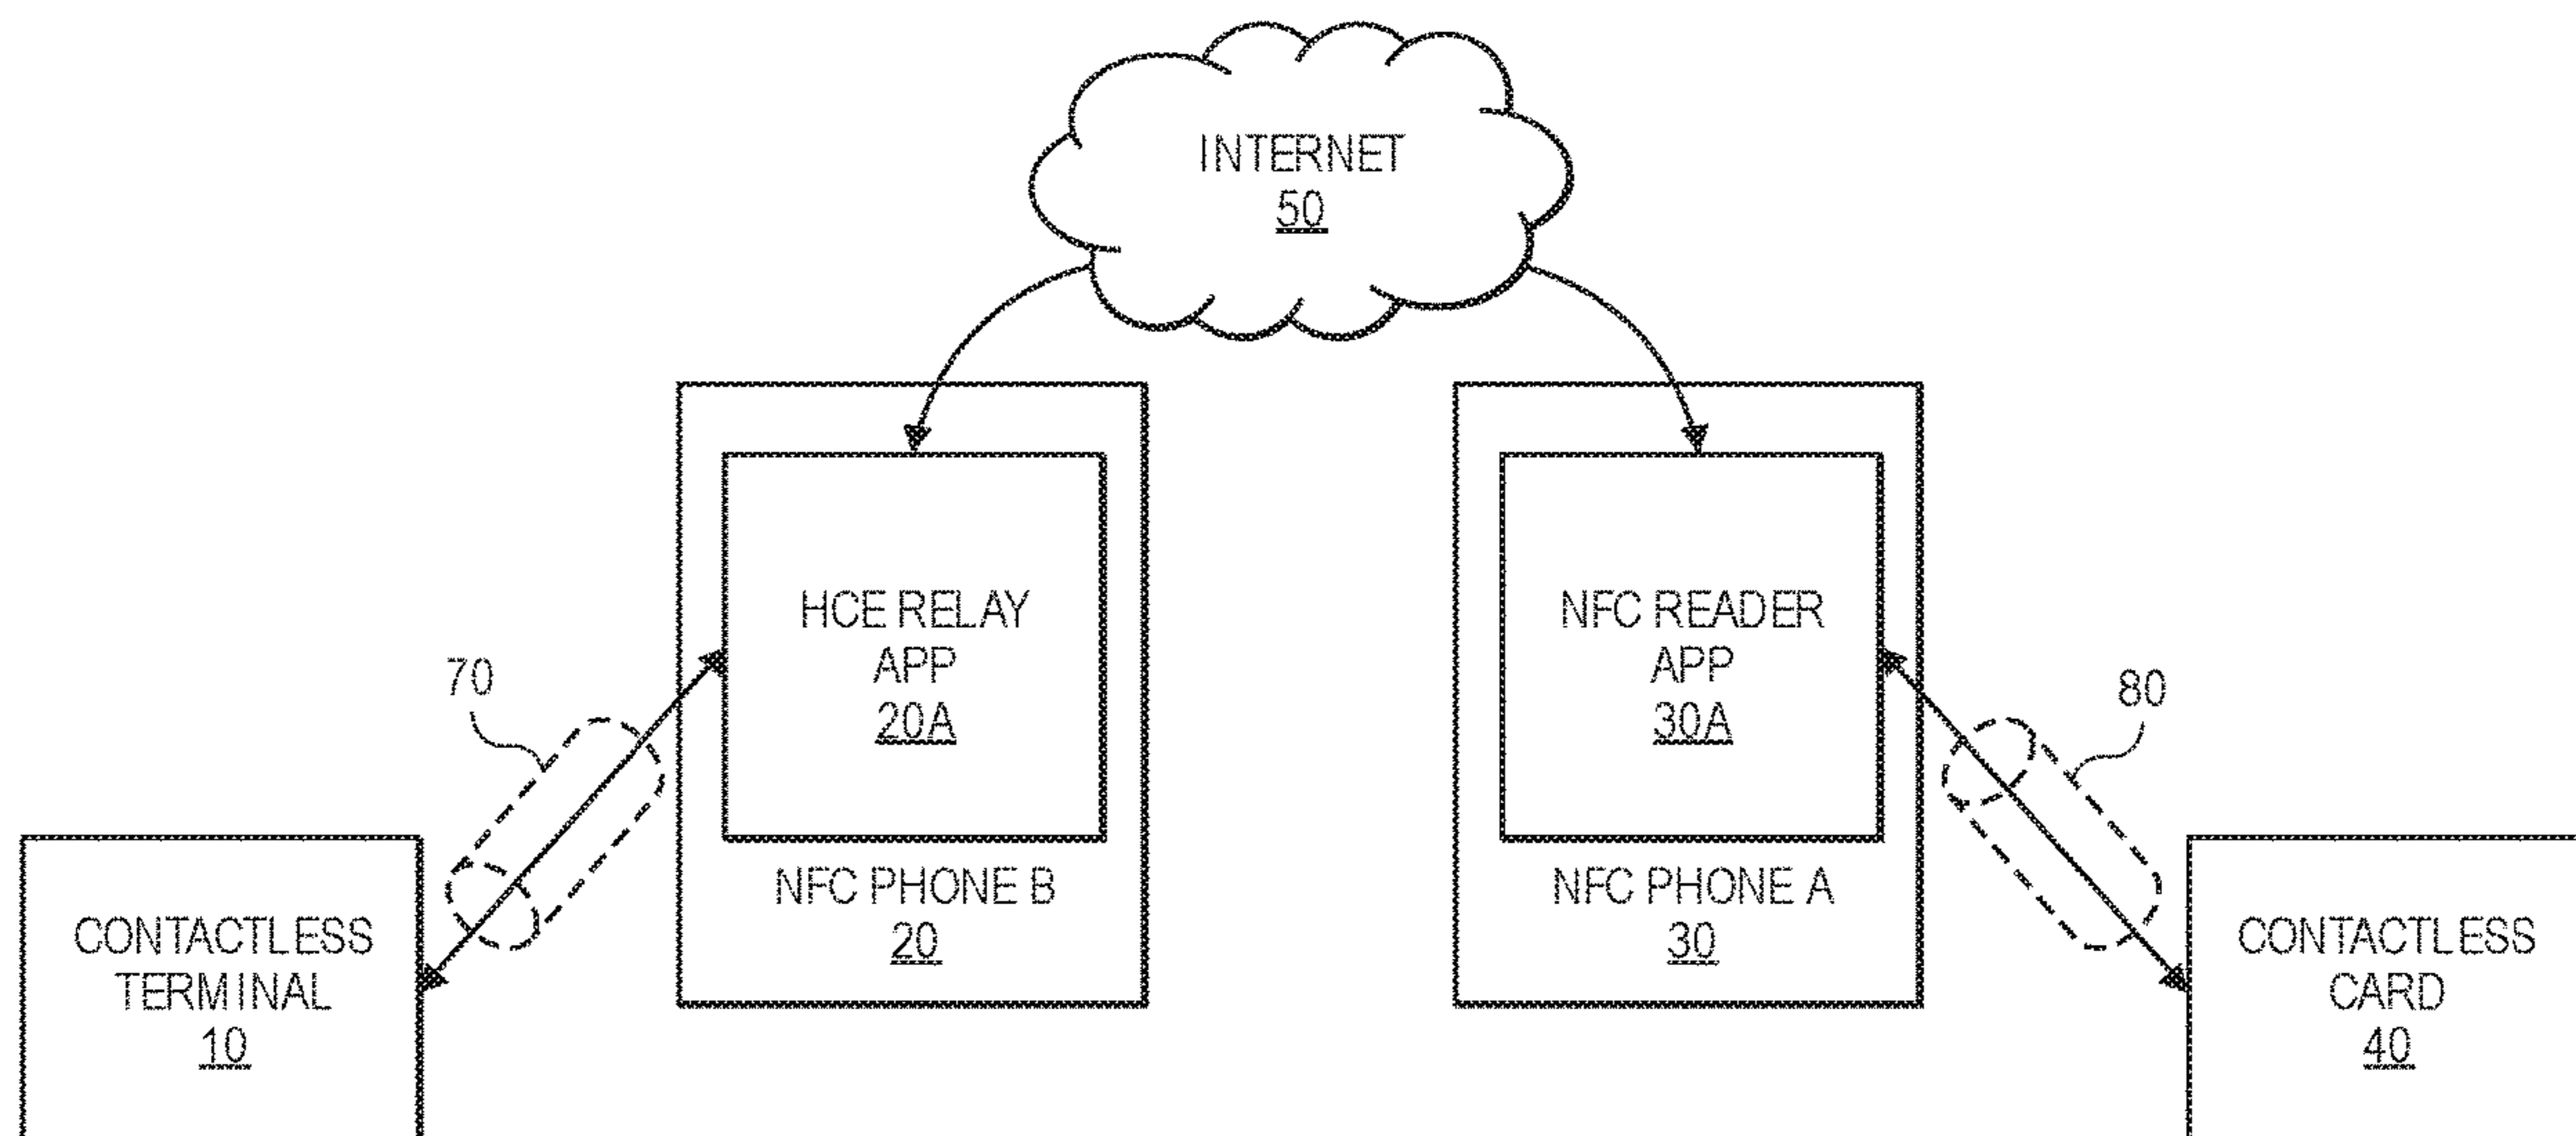 INTERNET
50
HCE RELAY
APP
20A
NFC PHONE B
20
NFC READER
APP
30A
NFC PHONE A
30
70
80
CONTACTLESS
TERMINAL
10
CONTACTLESS
CARD
40